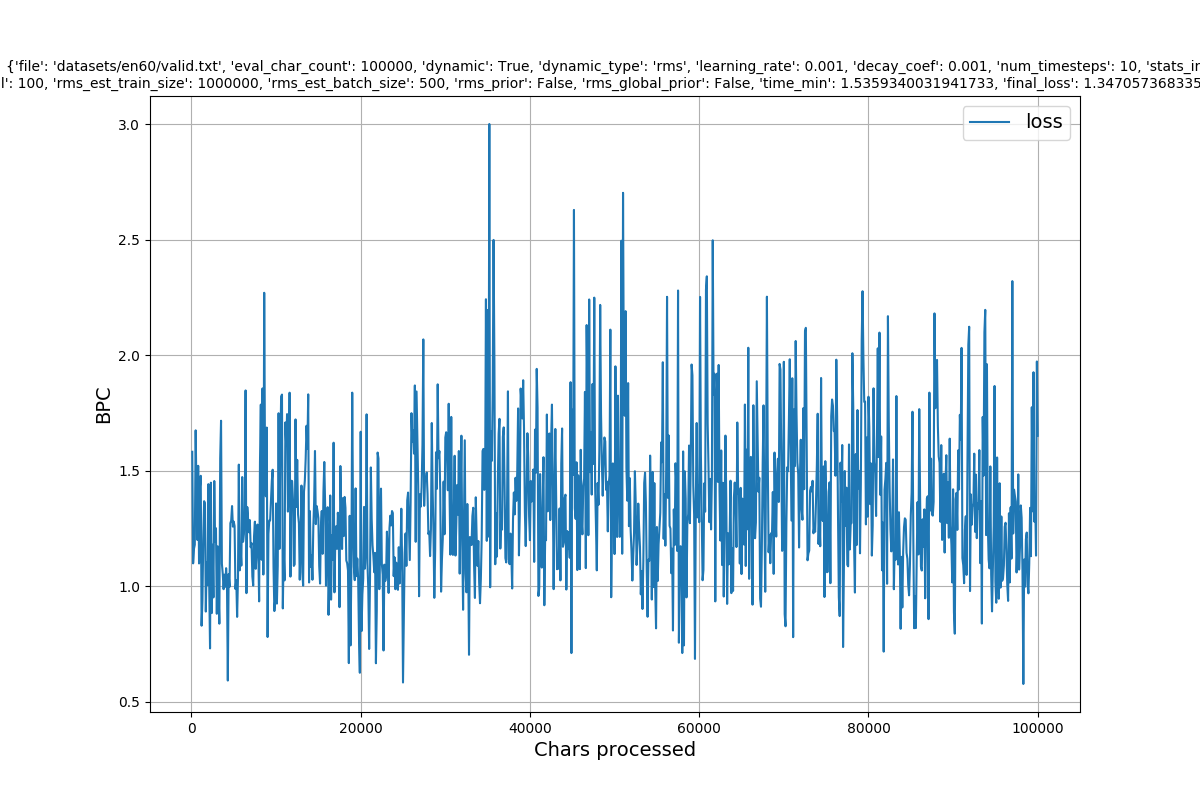 {'file': 'datasets/en60/valid.txt', 'eval_char_count': 100000, 'dynamic': True, 'dynamic_type': 'rms', 'learning_rate': 0.001, 'decay_coef': 0.001, 'num_timesteps': 10, 'stats_in
l': 100, 'rms_est_train_size': 1000000, 'rms_est_batch_size': 500, 'rms_prior': False, 'rms_global_prior': False, 'time_min': 1.5359340031941733, 'final_loss': 1.347057368335
loss
3.0
2.5
2.0
1.5
1.0
0.5
BPC
0 20000 40000 60000 80000 100000
Chars processed